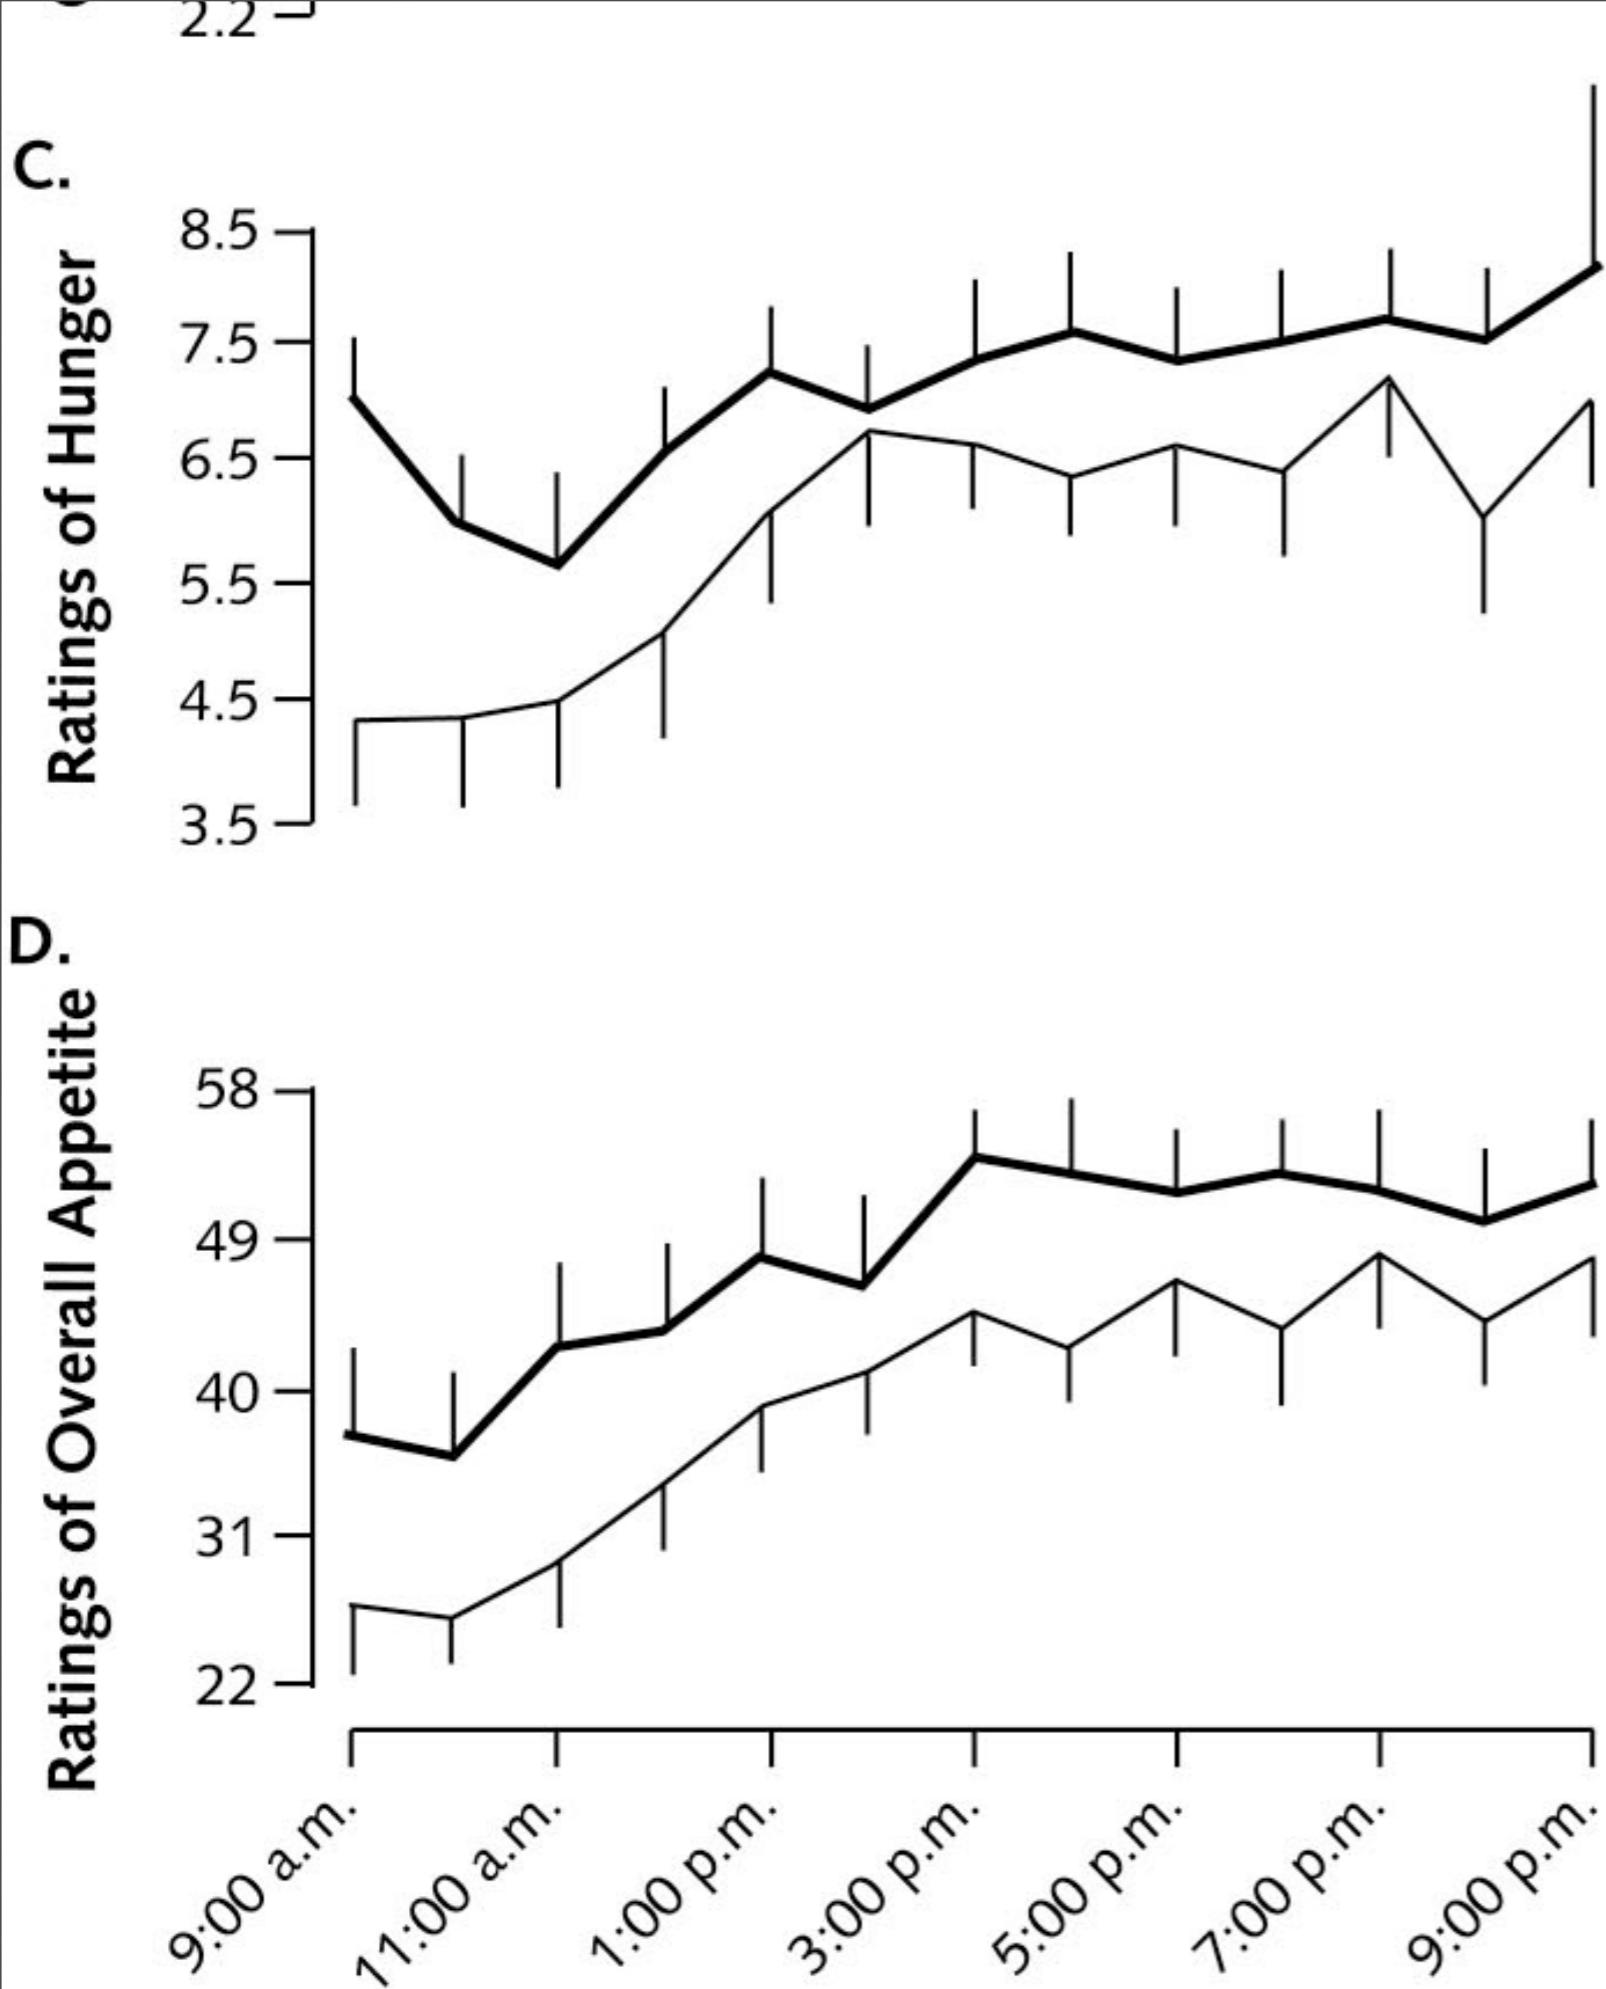 2.2
C.
Ratings of Hunger
8.5
7.5
6.5
5.5
4.5
3.5
D.
Ratings of Overall Appetite
58
49
40
31
22
9:00 a.m.
11:00 a.m.
1:00 p.m.
3:00 p.m.
5:00 p.m.
7:00 p.m.
9:00 p.m.